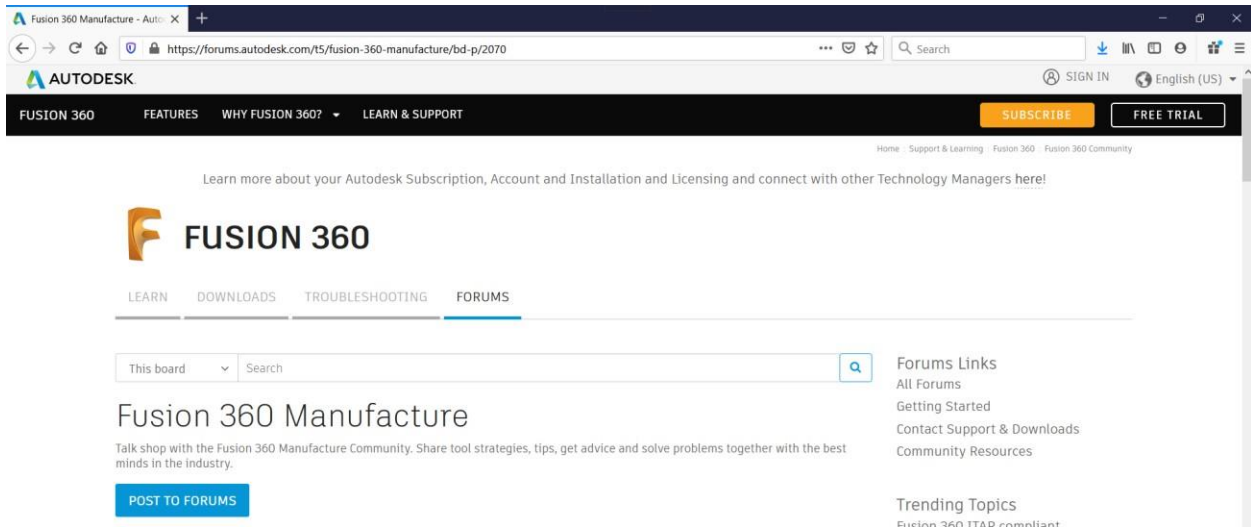 Fusion 360 Manufacture - Auto
https://forums.autodesk.com/t5/fusion-360-manufacture/bd-p/2070
Search
AUTODESK
SIGN IN
English (US)
FUSION 360
FEATURES
WHY FUSION 360?
LEARN & SUPPORT
SUBSCRIBE
FREE TRIAL
Home
Support & Learning
Fusion 360
Fusion 360 Community
Learn more about your Autodesk Subscription, Account and Installation and Licensing and connect with other Technology Managers here!
FUSION 360
LEARN
DOWNLOADS
TROUBLESHOOTING
FORUMS
This board
Search
Fusion 360 Manufacture
Talk shop with the Fusion 360 Manufacture Community. Share tool strategies, tips, get advice and solve problems together with the best
minds in the industry.
POST TO FORUMS
Forums Links
All Forums
Getting Started
Contact Support & Downloads
Community Resources
Trending Topics
Fusion 360 ITAR compliant